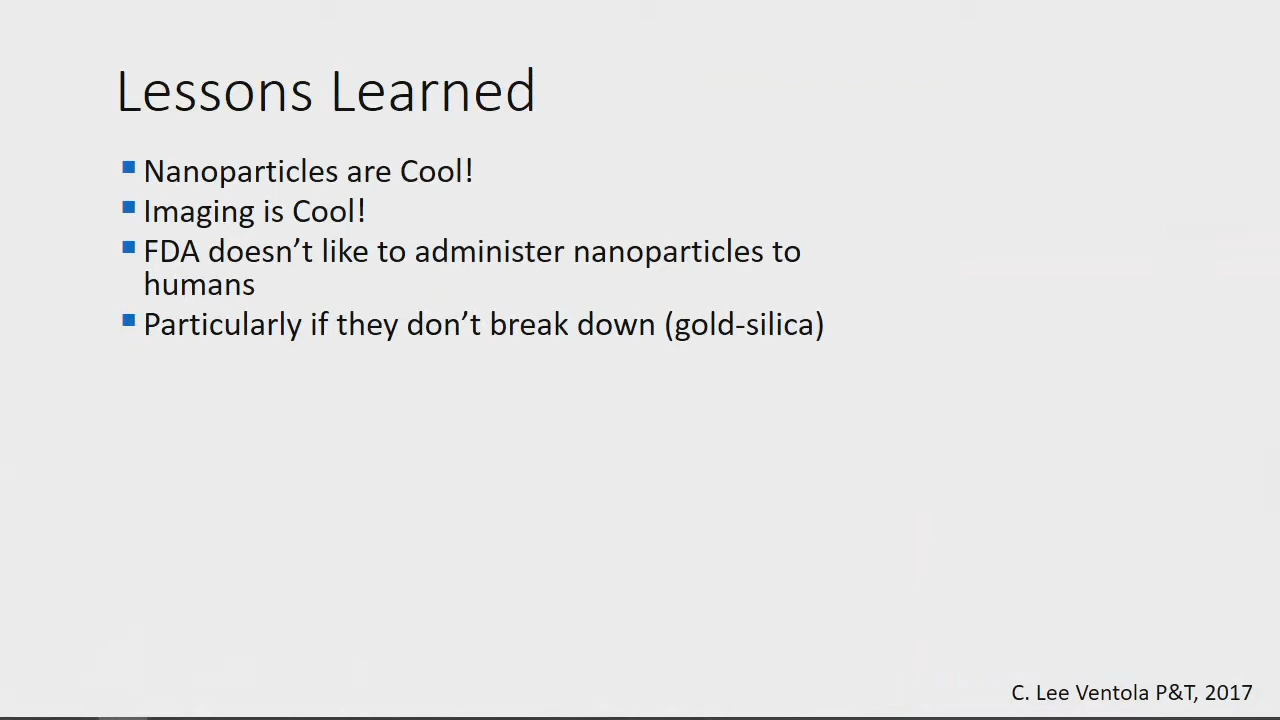 Lessons Learned
Nanoparticles are Cool!
Imaging is Cool!
FDA doesn’t like to administer nanoparticles to
humans
Particularly if they don’t break down (gold-silica)
C. Lee Ventola P&T, 2017